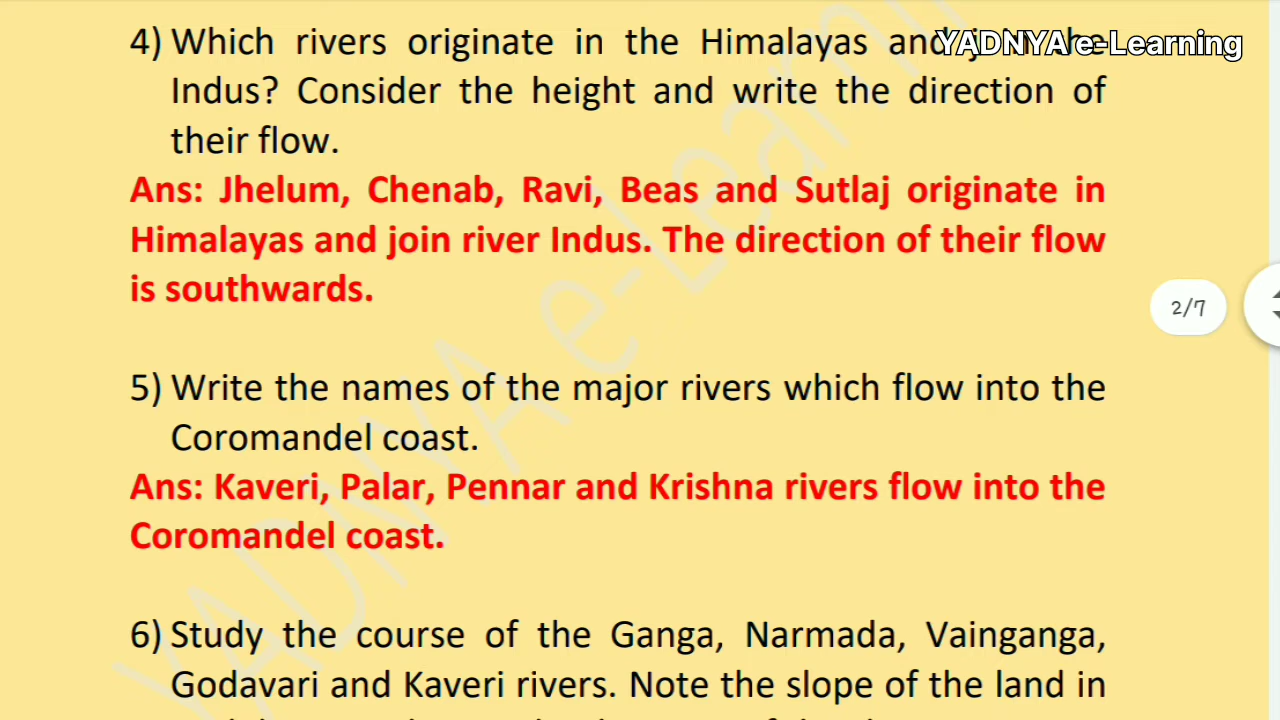 4) Which rivers originate in the Himalayas and
YADNYA e-Learning
Indus? Consider the height and write the direction of
their flow.
Ans: Jhelum, Chenab, Ravi, Beas and Sutlaj originate in
Himalayas and join river Indus. The direction of their flow
is southwards.
2/7
5) Write the names of the major rivers which flow into the
Coromandel coast.
Ans: Kaveri, Palar, Pennar and Krishna rivers flow into the
Coromandel coast.
6) Study the course of the Ganga, Narmada, Vainganga,
Godavari and Kaveri rivers. Note the slope of the land in
YADNYA e-Learni